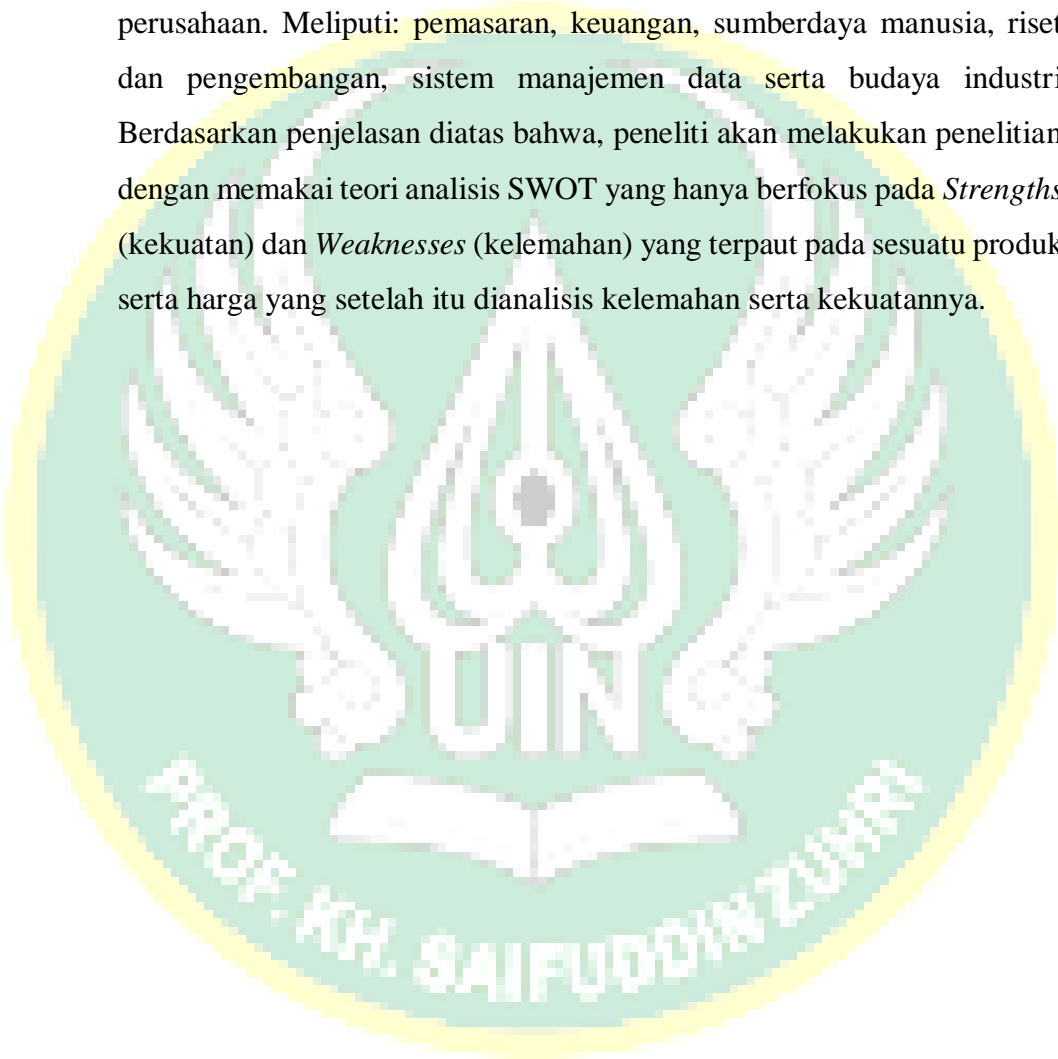 perusahaan. Meliputi: pemasaran, keuangan, sumberdaya manusia, riset
dan pengembangan, sistem manajemen data serta budaya industri
Berdasarkan penjelasan diatas bahwa, peneliti akan melakukan penelitian
dengan memakai teori analisis SWOT yang hanya berfokus pada Strengths
(kekuatan) dan Weaknesses (kelemahan) yang terpaut pada sesuatu produk
serta harga yang setelah itu dianalisis kelemahan serta kekuatannya.
UIN
PROF. KH. SAIFUDDIN ZUHRI